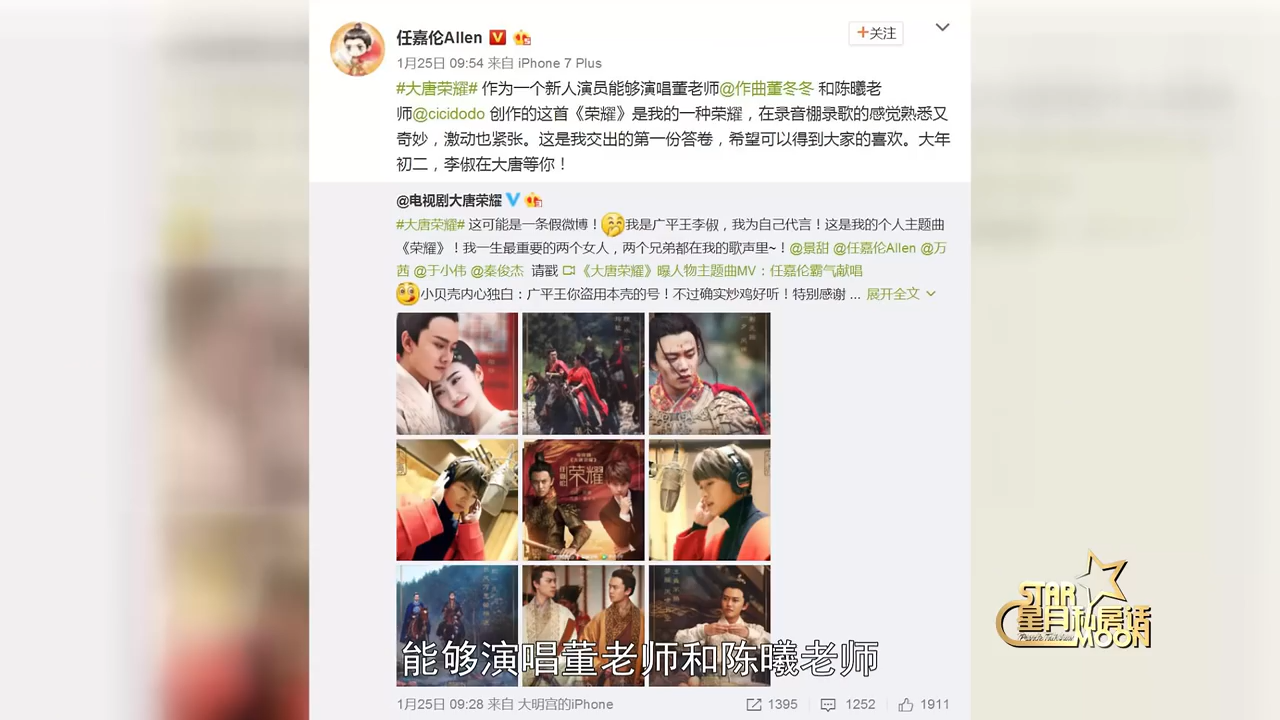 任嘉伦Allen
+关注
1月25日 09:54 来自 iPhone 7 Plus
#大唐荣耀# 作为一个新人演员能够演唱董老师@作曲董冬冬 和陈曦老
师@cicidodo 创作的这首《荣耀》是我的一种荣耀，在录音棚录歌的感觉熟悉又
奇妙，激动也紧张。这是我交出的第一份答卷，希望可以得到大家的喜欢。大年
初二，李俶在大唐等你！
@电视剧大唐荣耀
#大唐荣耀# 这可能是一条假微博！我是广平王李俶，我为自己代言！这是我的个人主题曲
《荣耀》！我一生最重要的两个女人，两个兄弟都在我的歌声里~！@景甜 @任嘉伦Allen @万
茜 @于小伟 @秦俊杰 请戳 《大唐荣耀》曝人物主题曲MV：任嘉伦霸气献唱
小贝壳内心独白：广平王你盗用本壳的号！不过确实炒鸡好听！特别感谢 ... 展开全文
荣耀
能够演唱董老师和陈曦老师
1月25日 09:28 来自 大明宫的iPhone
1395
1252
1911
STAR
星月私房话
MOON